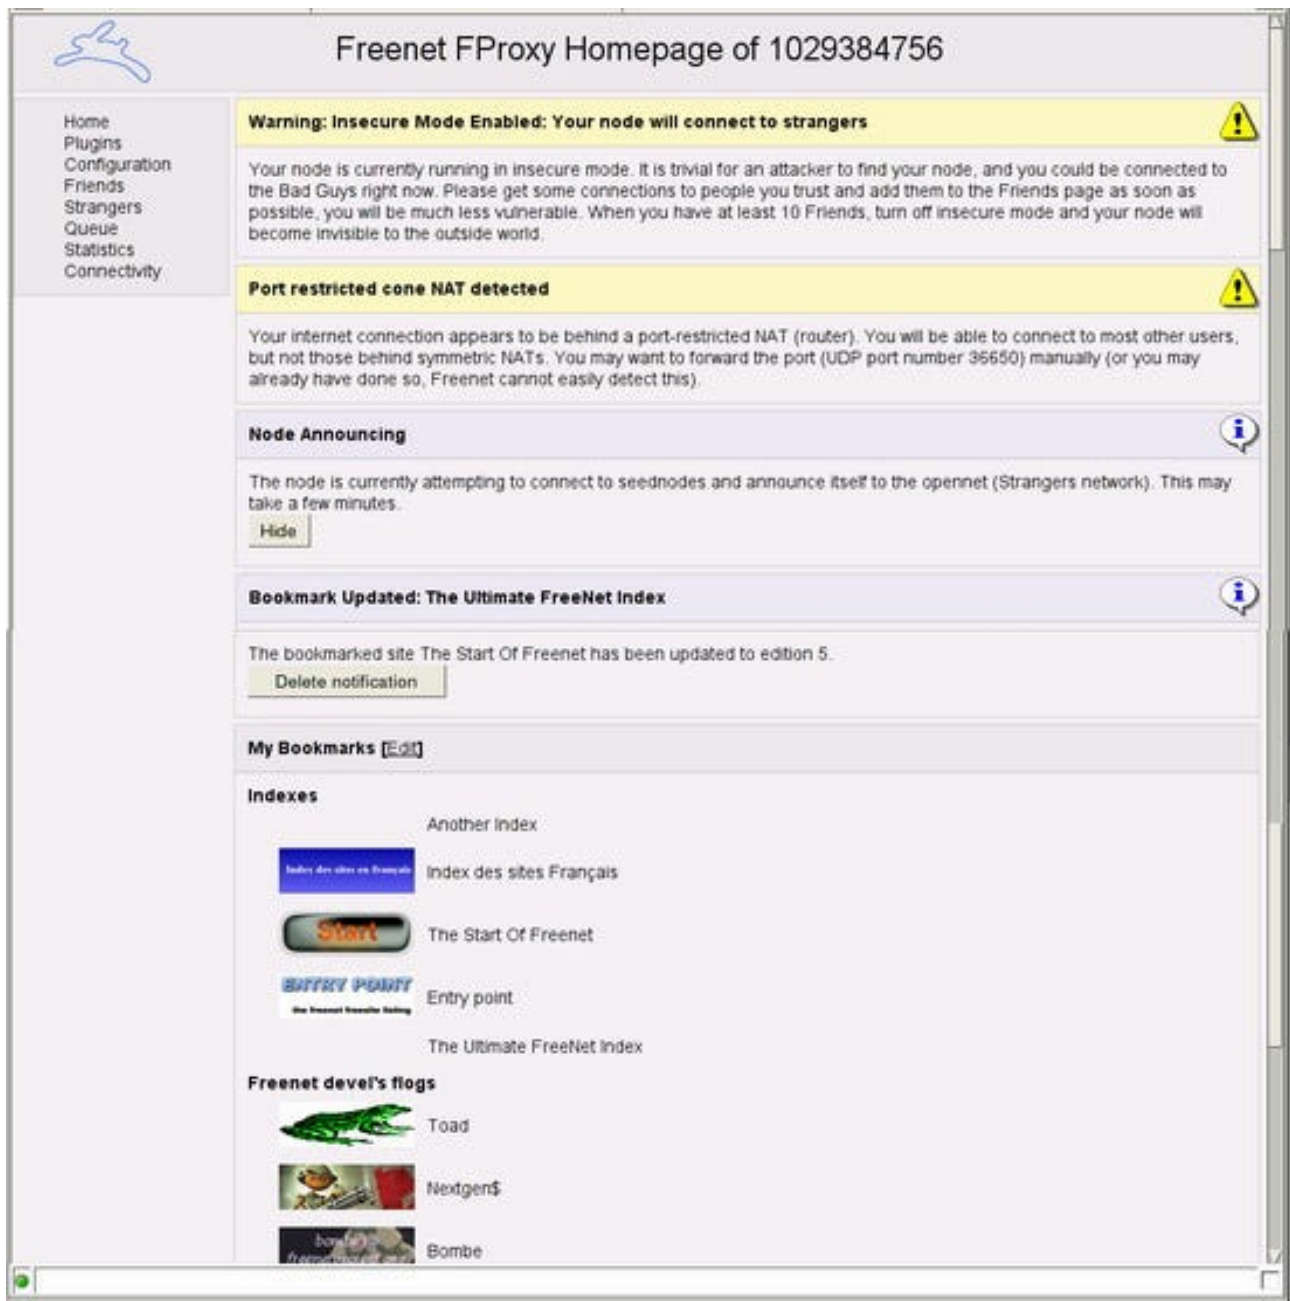 Freenet FProxy Homepage of 1029384756
Home
Plugins
Configuration
Friends
Strangers
Queue
Statistics
Connectivity
Warning: Insecure Mode Enabled: Your node will connect to strangers
Your node is currently running in insecure mode. It is trivial for an attacker to find your node, and you could be connected to
the Bad Guys right now. Please get some connections to people you trust and add them to the Friends page as soon as
possible, you will be much less vulnerable. When you have at least 10 Friends, turn off insecure mode and your node will
become invisible to the outside world.
Port restricted cone NAT detected
Your internet connection appears to be behind a port-restricted NAT (router). You will be able to connect to most other users,
but not those behind symmetric NATs. You may want to forward the port (UDP port number 36650) manually (or you may
already have done so, Freenet cannot easily detect this).
Node Announcing
The node is currently attempting to connect to seednodes and announce itself to the opennet (Strangers network). This may
take a few minutes.
Hide
Bookmark Updated: The Ultimate FreeNet Index
The bookmarked site The Start Of Freenet has been updated to edition 5.
Delete notification
My Bookmarks [Edit]
Indexes
Another Index
Index des sites en Français
Index des sites Français
Start
The Start Of Freenet
ENTRY POINT
the freenet freesite listing
Entry point
The Ultimate FreeNet Index
Freenet devel's flogs
Toad
Nextgen$
Bombe